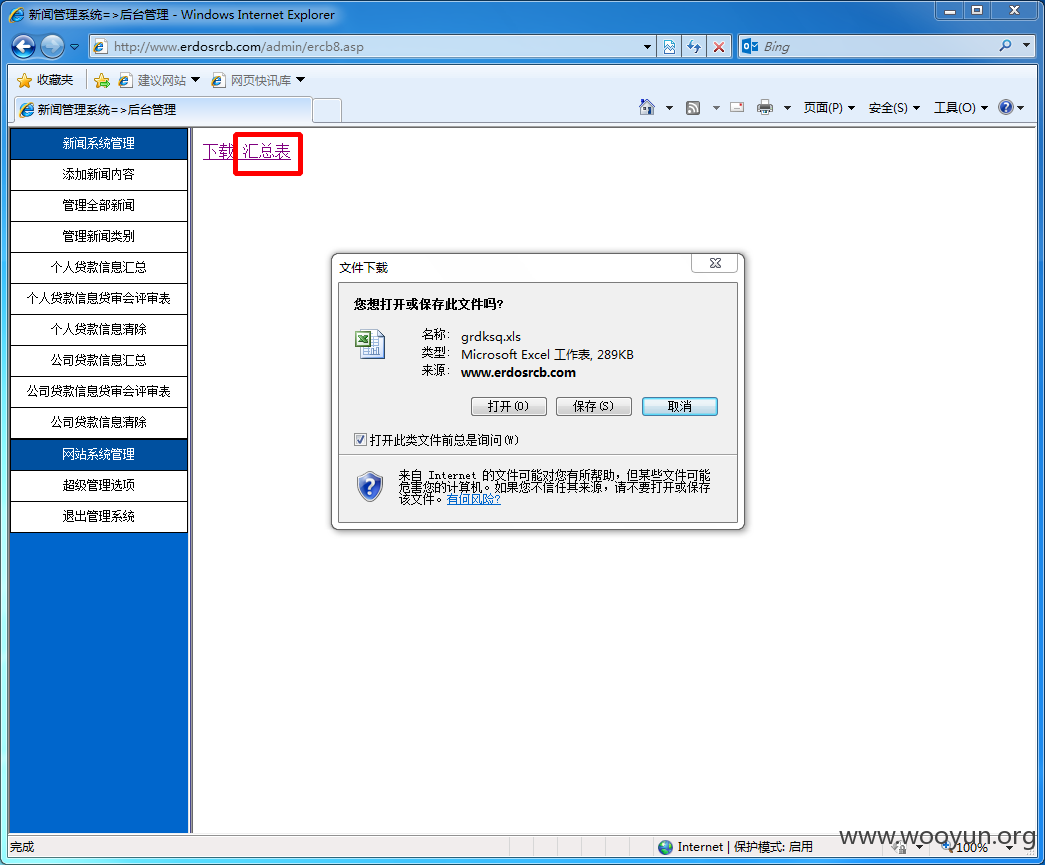 新闻管理系统=>后台管理 - Windows Internet Explorer
http://www.erdosrcb.com/admin/ercb8.asp
Bing
收藏夹
建议网站
网页快讯库
新闻管理系统=>后台管理
页面(P)
安全(S)
工具(O)
新闻系统管理
添加新闻内容
管理全部新闻
管理新闻类别
个人贷款信息汇总
个人贷款信息贷审会评审表
个人贷款信息清除
公司贷款信息汇总
公司贷款信息贷审会评审表
公司贷款信息清除
网站系统管理
超级管理选项
退出管理系统
下载 汇总表
文件下载
您想打开或保存此文件吗?
名称: grdksq.xls
类型: Microsoft Excel 工作表, 289KB
来源: www.erdosrcb.com
打开(O)
保存(S)
取消
打开此类文件前总是询问(W)
来自 Internet 的文件可能对您有所帮助，但某些文件可能
危害您的计算机。如果您不信任其来源，请不要打开或保存
该文件。有何风险?
完成
Internet | 保护模式: 启用
100%
www.wooyun.org